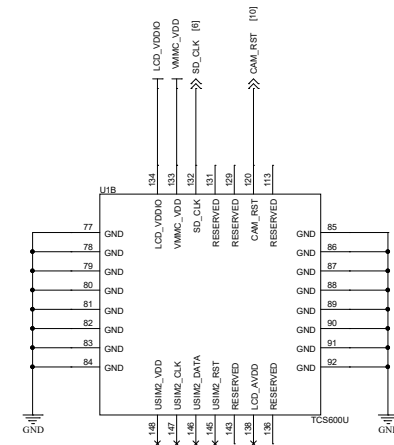 LCD_VDDIO
VMMC_VDD
SD_CLK [6]
CAM_RST [10]
134
133
132
131
129
120
113
U1B
LCD_VDDIO
VMMC_VDD
SD_CLK
RESERVED
RESERVED
CAM_RST
RESERVED
77 GND GND 85
78 GND GND 86
79 GND GND 87
80 GND GND 88
81 GND GND 89
82 GND GND 90
83 GND GND 91
84 GND GND 92
USIM2_VDD
USIM2_CLK
USIM2_DATA
USIM2_RST
RESERVED
LCD_AVDD
RESERVED
TCS600U
148
147
146
145
143
138
136
GND
GND